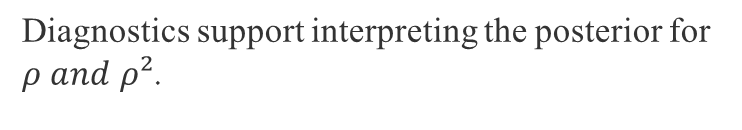 Diagnostics support interpreting the posterior for
ρ and ρ².